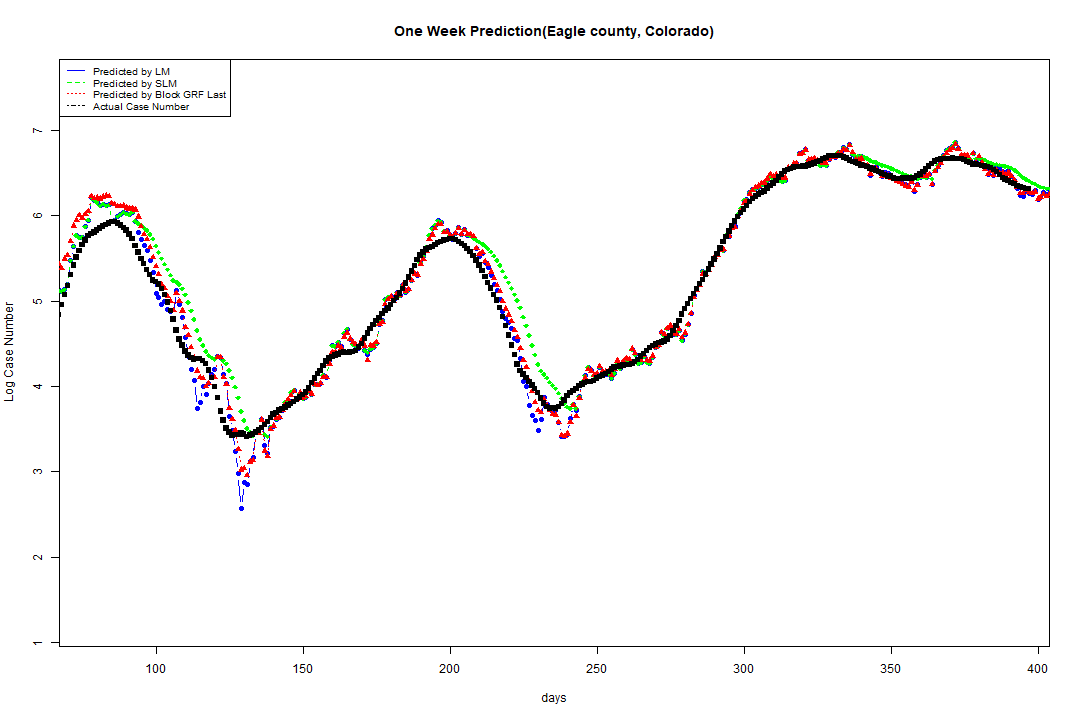 One Week Prediction(Eagle county, Colorado)
Predicted by LM
Predicted by SLM
Predicted by Block GRF Last
Actual Case Number
7
6
5
4
3
2
1
Log Case Number
100 150 200 250 300 350 400
days